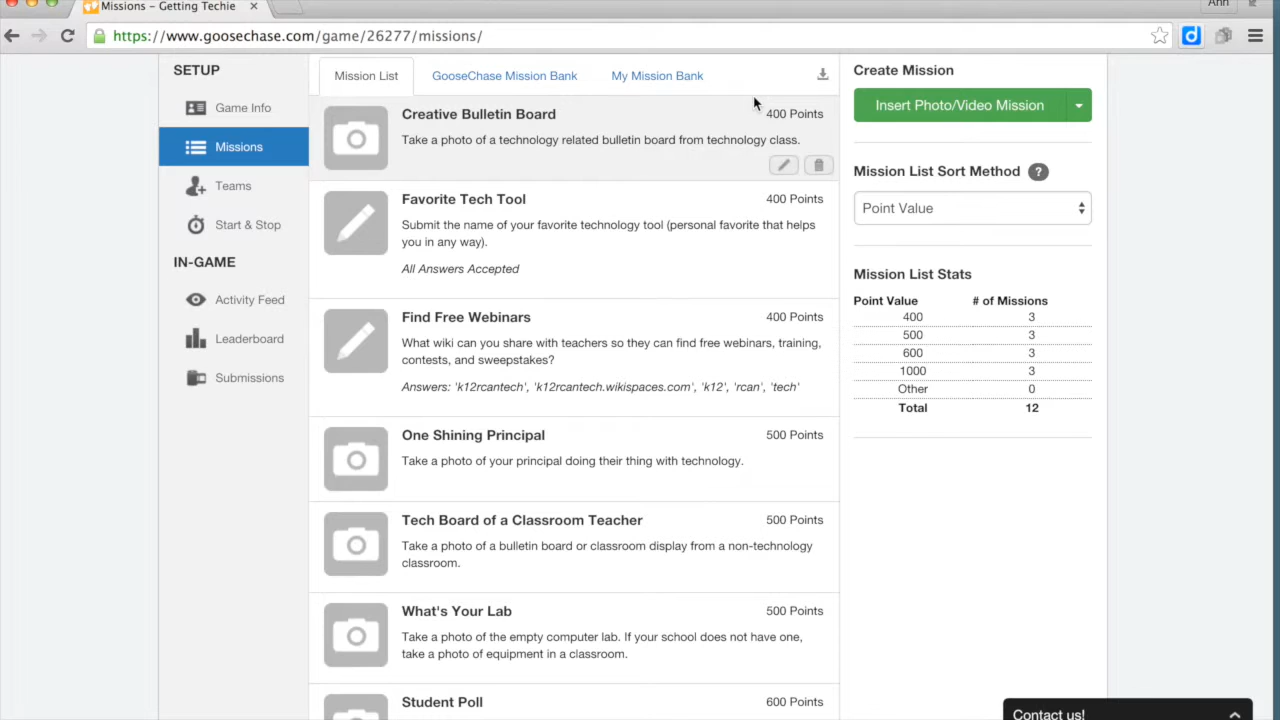 Missions – Getting Techie
Ann
https://www.goosechase.com/game/26277/missions/
SETUP
Game Info
Missions
Teams
Start & Stop
IN-GAME
Activity Feed
Leaderboard
Submissions
Mission List
GooseChase Mission Bank
My Mission Bank
Creative Bulletin Board
400 Points
Take a photo of a technology related bulletin board from technology class.
Favorite Tech Tool
400 Points
Submit the name of your favorite technology tool (personal favorite that helps
you in any way).
All Answers Accepted
Find Free Webinars
400 Points
What wiki can you share with teachers so they can find free webinars, training,
contests, and sweepstakes?
Answers: 'k12rcantech', 'k12rcantech.wikispaces.com', 'k12', 'rcan', 'tech'
One Shining Principal
500 Points
Take a photo of your principal doing their thing with technology.
Tech Board of a Classroom Teacher
500 Points
Take a photo of a bulletin board or classroom display from a non-technology
classroom.
What's Your Lab
500 Points
Take a photo of the empty computer lab. If your school does not have one,
take a photo of equipment in a classroom.
Student Poll
600 Points
Create Mission
Insert Photo/Video Mission
Mission List Sort Method ?
Point Value
Mission List Stats
Point Value # of Missions
400 3
500 3
600 3
1000 3
Other 0
Total 12
Contact us!